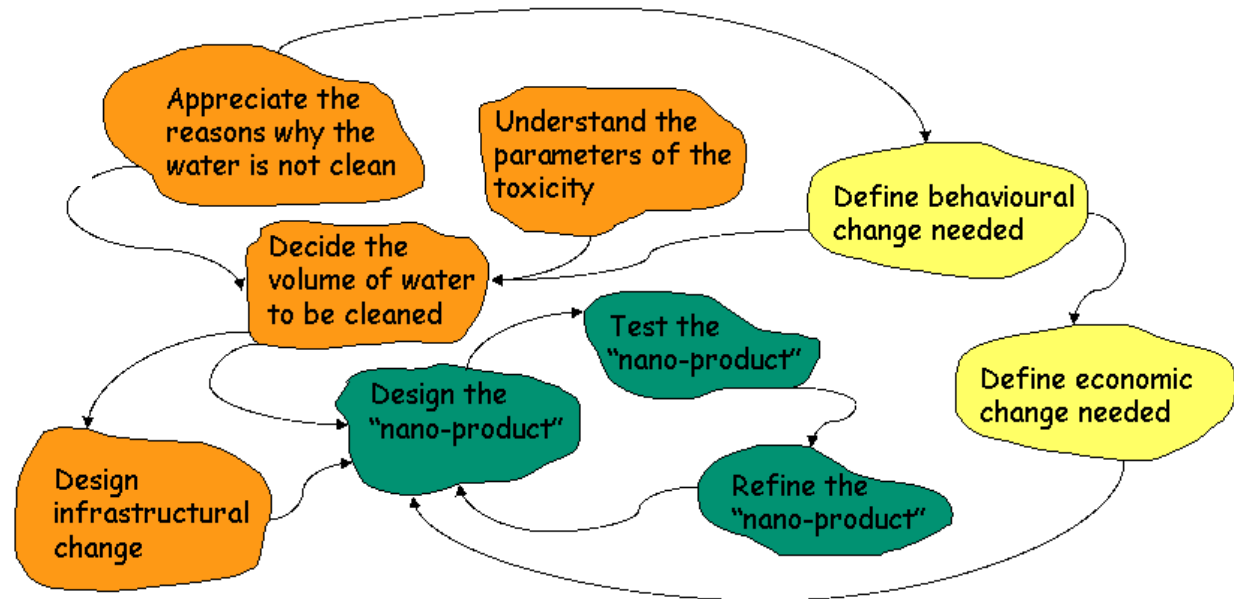 Appreciate the
reasons why the
water is not clean
Understand the
parameters of the
toxicity
Define behavioural
change needed
Decide the
volume of water
to be cleaned
Test the
“nano-product”
Define economic
change needed
Design the
“nano-product”
Design
infrastructural
change
Refine the
“nano-product”